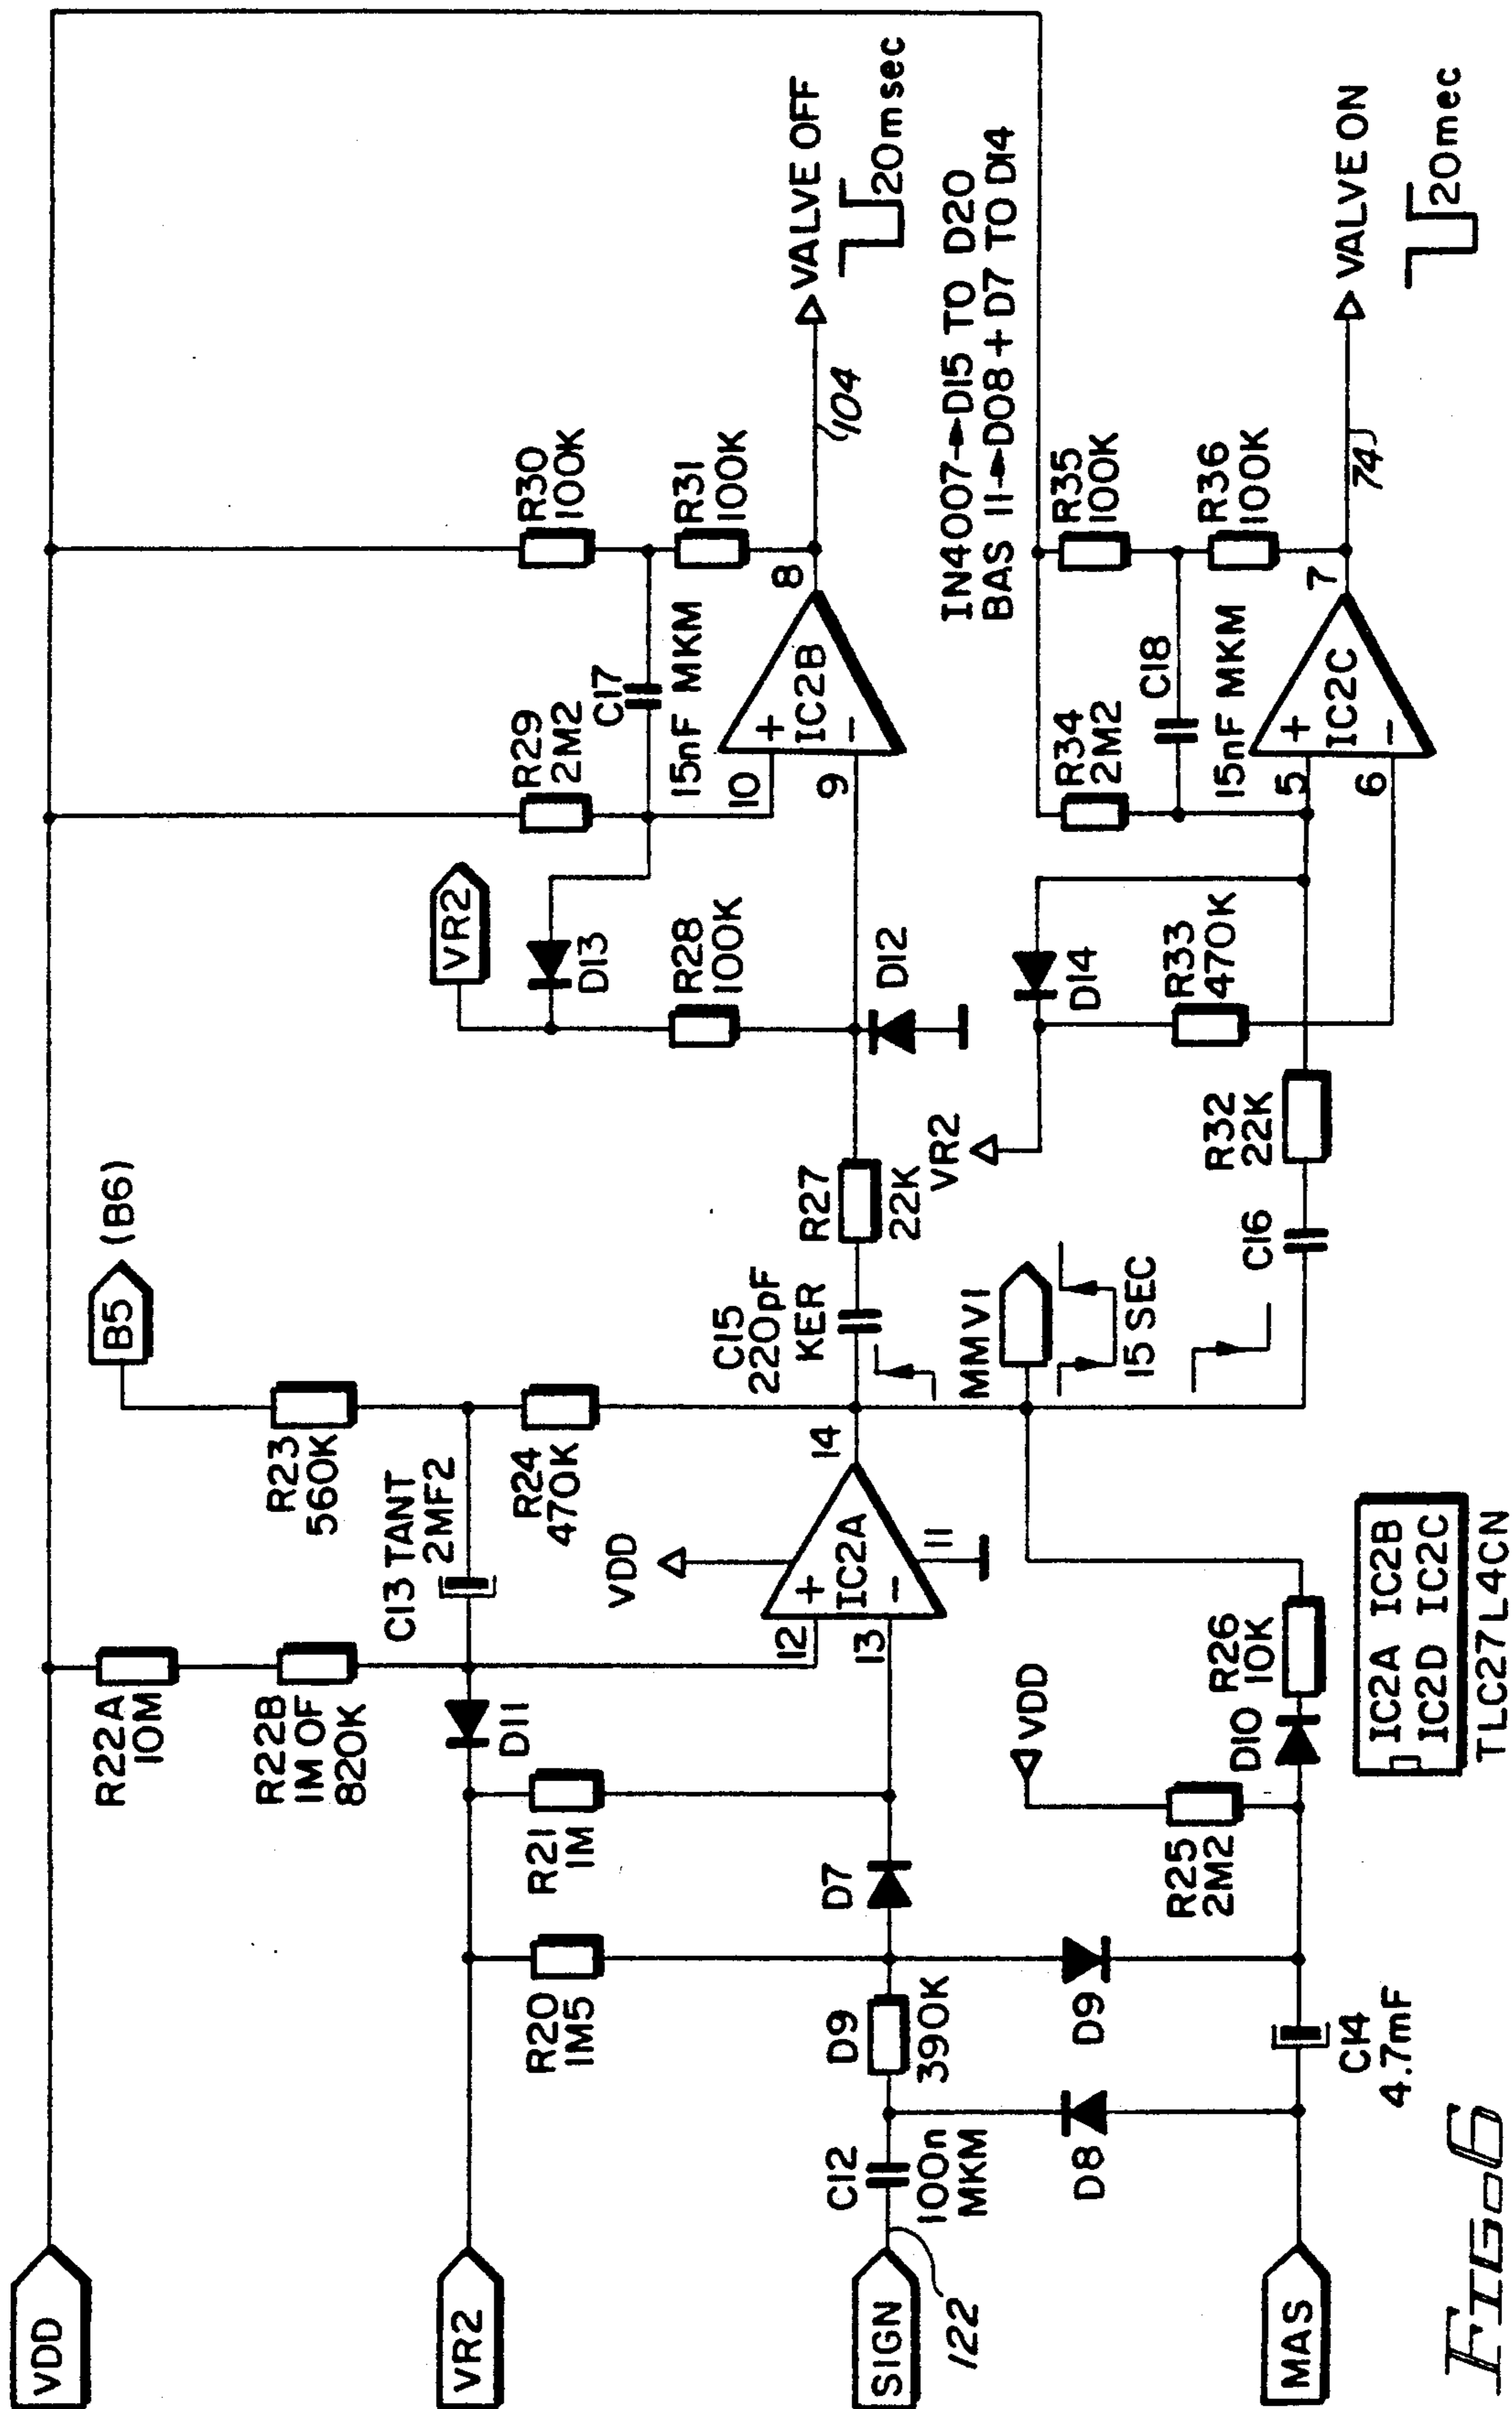 VDD
R22A
10M
R22B
1M OF
820K
R23
560K
B5
(B6)
C13 TANT
2MF2
R24
470K
VR2
D11
R20
1M5
R21
1M
VDD
12
13
+
IC2A
-
14
11
SIGN
122
C12
100n
MKM
D9
390K
D7
D8
D9
MAS
C14
4.7mF
R25
2M2
VDD
D10
R26
10K
C15
220pF
KER
R27
22K
MMV1
15 SEC
C16
R32
22K
VR2
D13
R28
100K
D12
R29
2M2
C17
15nF MKM
R30
100K
R31
100K
10
9
+
IC2B
-
8
104
VALVE OFF
20msec
IN4007→D15 TO D20
BAS 11→D08 + D7 TO D14
VR2
D14
R33
470K
R34
2M2
C18
15nF MKM
R35
100K
R36
100K
5
6
+
IC2C
-
7
74
VALVE ON
20mec
IC2A IC2B
IC2D IC2C
TLC27L4CN
FIG. 6